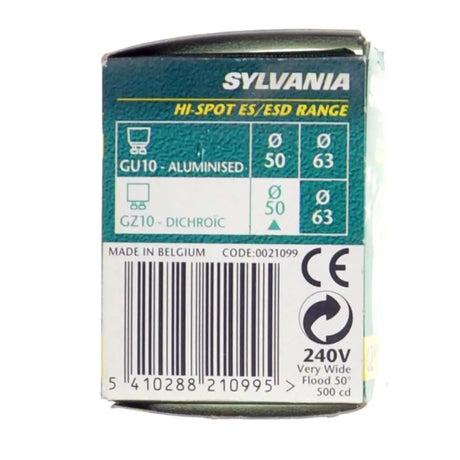 SYLVANIA
HI-SPOT ES/ESD RANGE
GU10 - ALUMINISED Ø 50 Ø 63
GZ10 - DICHROÏC Ø 50 Ø 63
MADE IN BELGIUM CODE:0021099
CE
5 410288 210995 >
240V
Very Wide
Flood 50°
500 cd